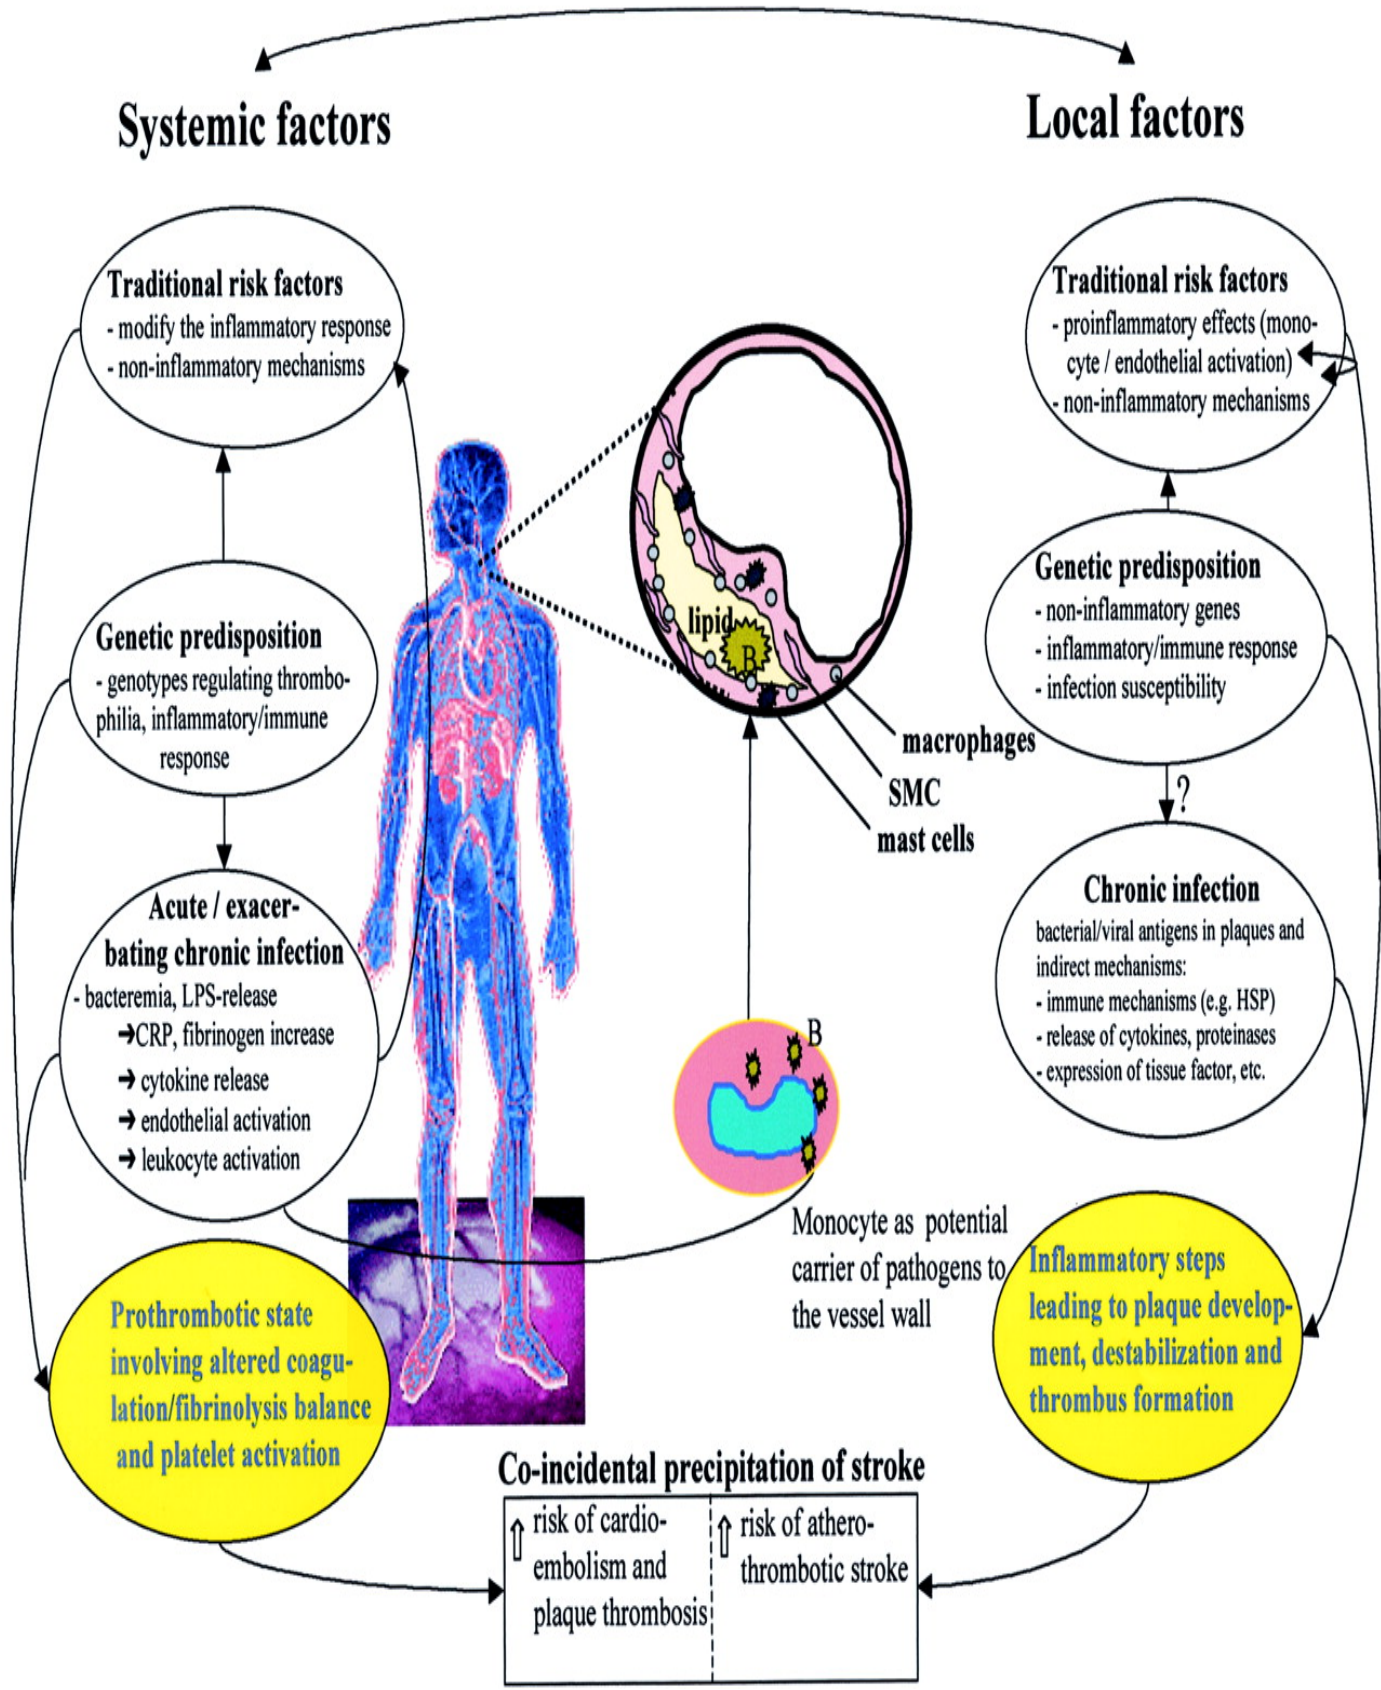 Systemic factors
Local factors
Traditional risk factors
- modify the inflammatory response
- non-inflammatory mechanisms
Genetic predisposition
- genotypes regulating thrombo-
philia, inflammatory/immune
response
Acute / exacer-
bating chronic infection
- bacteremia, LPS-release
➔CRP, fibrinogen increase
➔ cytokine release
➔ endothelial activation
➔ leukocyte activation
Prothrombotic state
involving altered coagu-
lation/fibrinolysis balance
and platelet activation
lipid
B
macrophages
SMC
mast cells
B
Monocyte as potential
carrier of pathogens to
the vessel wall
Traditional risk factors
- proinflammatory effects (mono-
cyte / endothelial activation)
- non-inflammatory mechanisms
Genetic predisposition
- non-inflammatory genes
- inflammatory/immune response
- infection susceptibility
?
Chronic infection
bacterial/viral antigens in plaques and
indirect mechanisms:
- immune mechanisms (e.g. HSP)
- release of cytokines, proteinases
- expression of tissue factor, etc.
Inflammatory steps
leading to plaque develop-
ment, destabilization and
thrombus formation
Co-incidental precipitation of stroke
⇧ risk of cardio-
embolism and
plaque thrombosis
⇧ risk of athero-
thrombotic stroke